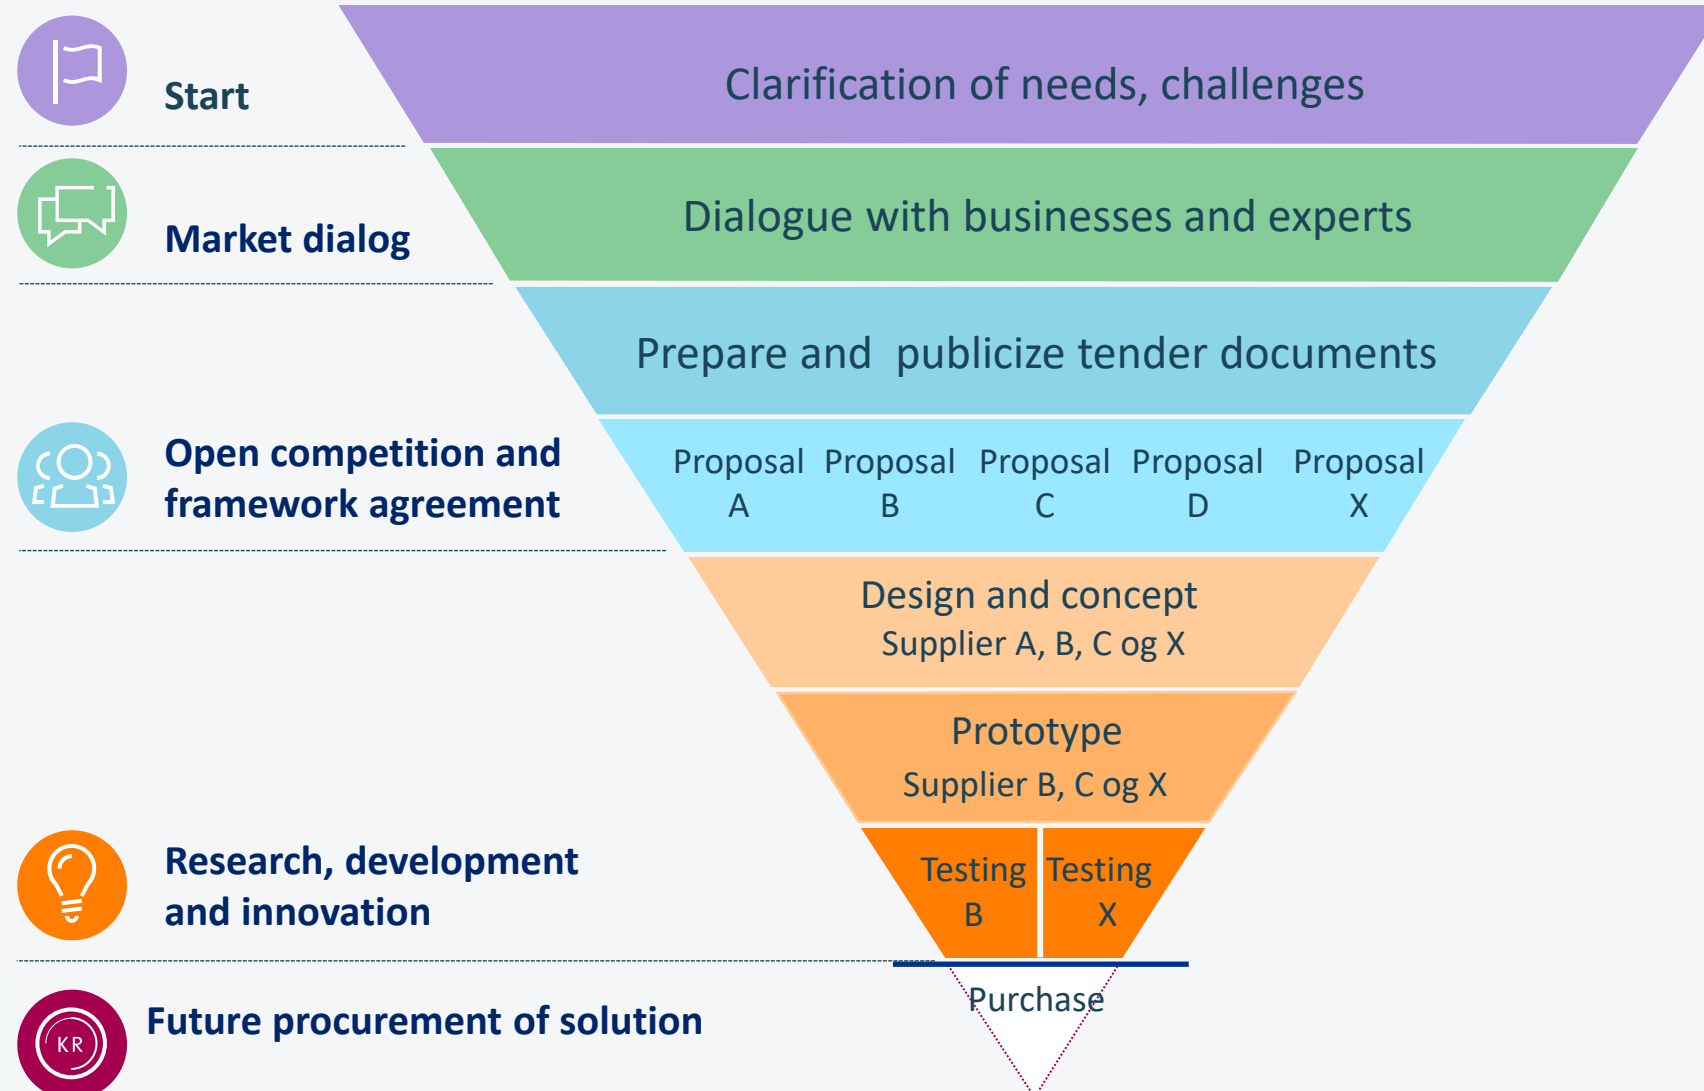 Start
Clarification of needs, challenges
Market dialog
Dialogue with businesses and experts
Prepare and  publicize tender documents
Open competition and
framework agreement
Proposal Proposal Proposal Proposal Proposal
A B C D X
Design and concept
Supplier A, B, C og X
Prototype
Supplier B, C og X
Research, development
and innovation
Testing Testing
B X
Purchase
Future procurement of solution
KR